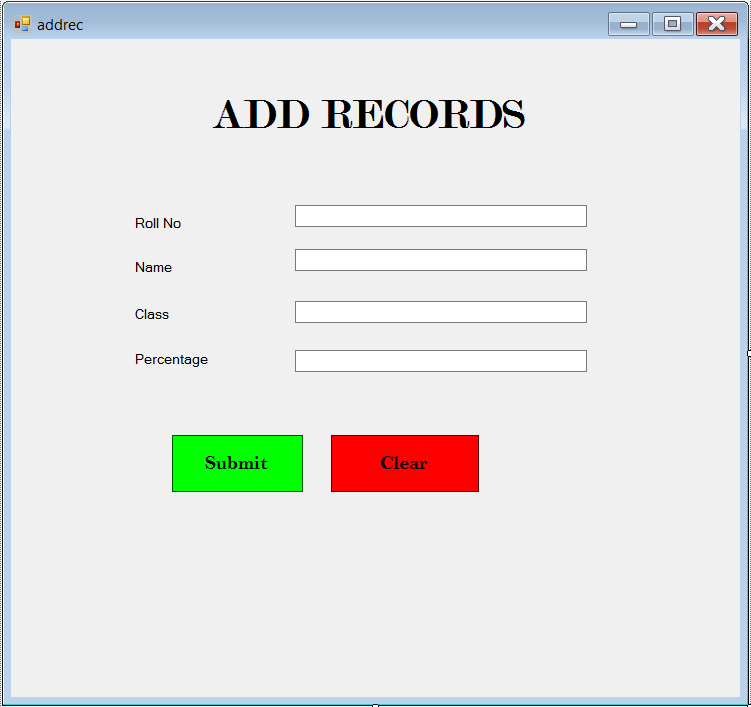 addrec
ADD RECORDS
Roll No
Name
Class
Percentage
Submit Clear